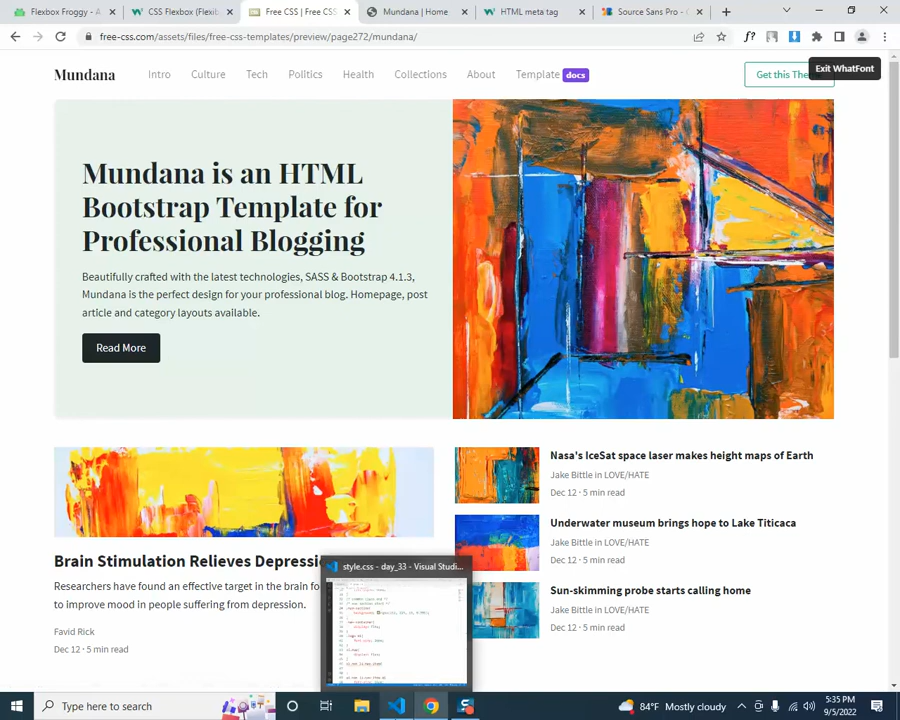 Flexbox Froggy - A
CSS Flexbox (Flexib
Free CSS | Free CSS
Mundana | Home
HTML meta tag
Source Sans Pro - G
free-css.com/assets/files/free-css-templates/preview/page272/mundana/
f?
Mundana
Intro
Culture
Tech
Politics
Health
Collections
About
Template docs
Get this The
Exit WhatFont
Mundana is an HTML
Bootstrap Template for
Professional Blogging
Beautifully crafted with the latest technologies, SASS & Bootstrap 4.1.3,
Mundana is the perfect design for your professional blog. Homepage, post
article and category layouts available.
Read More
Brain Stimulation Relieves Depressi
Researchers have found an effective target in the brain fo
to improve mood in people suffering from depression.
Favid Rick
Dec 12 · 5 min read
Nasa's IceSat space laser makes height maps of Earth
Jake Bittle in LOVE/HATE
Dec 12 · 5 min read
Underwater museum brings hope to Lake Titicaca
Jake Bittle in LOVE/HATE
Dec 12 · 5 min read
Sun-skimming probe starts calling home
Jake Bittle in LOVE/HATE
Dec 12 · 5 min read
style.css - day_33 - Visual Studi...
Type here to search
84°F Mostly cloudy
5:35 PM
9/5/2022